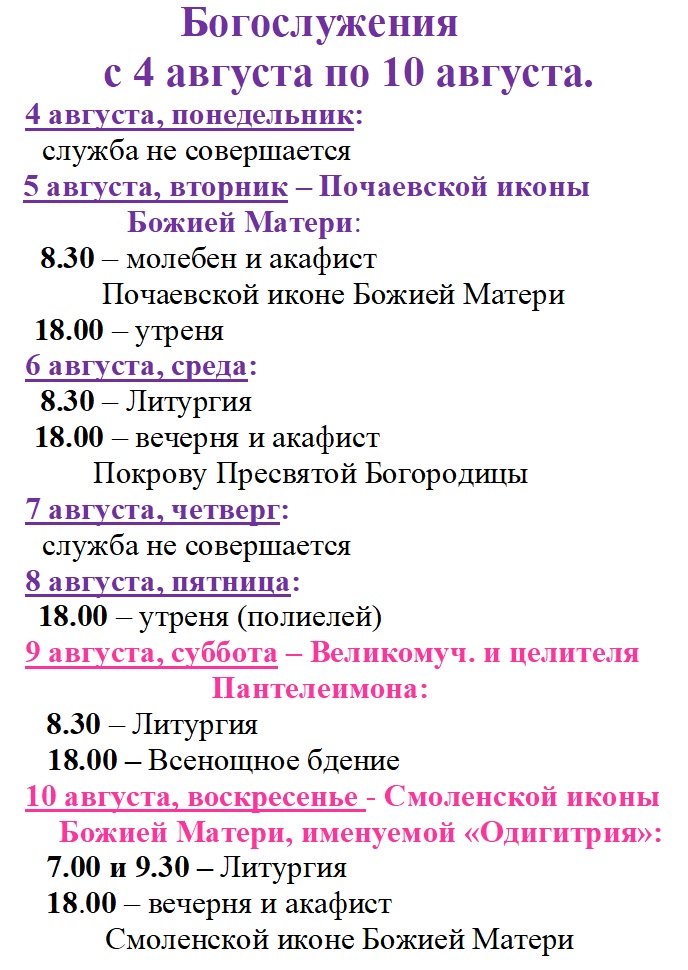 Богослужения
с 4 августа по 10 августа.
4 августа, понедельник:
служба не совершается
5 августа, вторник – Почаевской иконы
Божией Матери:
8.30 – молебен и акафист
Почаевской иконе Божией Матери
18.00 – утреня
6 августа, среда:
8.30 – Литургия
18.00 – вечерня и акафист
Покрову Пресвятой Богородицы
7 августа, четверг:
служба не совершается
8 августа, пятница:
18.00 – утреня (полиелей)
9 августа, суббота – Великомуч. и целителя
Пантелеимона:
8.30 – Литургия
18.00 – Всенощное бдение
10 августа, воскресенье - Смоленской иконы
Божией Матери, именуемой «Одигитрия»:
7.00 и 9.30 – Литургия
18.00 – вечерня и акафист
Смоленской иконе Божией Матери